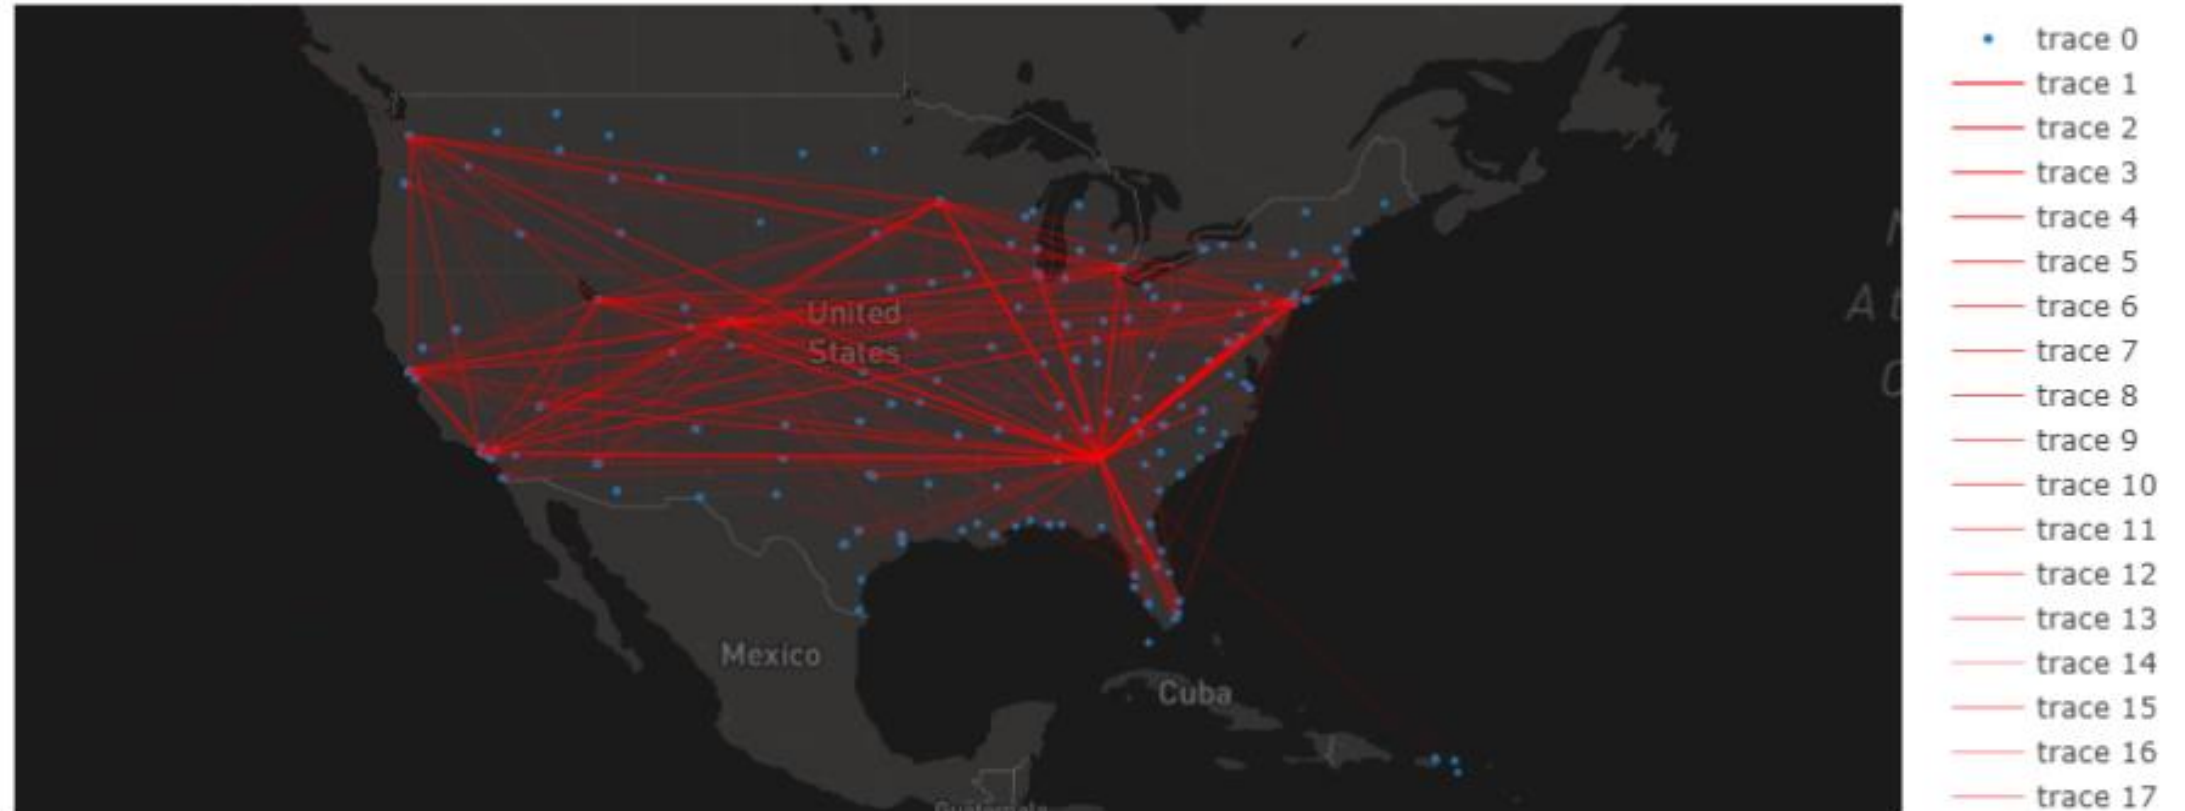 United
States
Mexico
Cuba
Guatemala
trace 0
trace 1
trace 2
trace 3
trace 4
trace 5
trace 6
trace 7
trace 8
trace 9
trace 10
trace 11
trace 12
trace 13
trace 14
trace 15
trace 16
trace 17